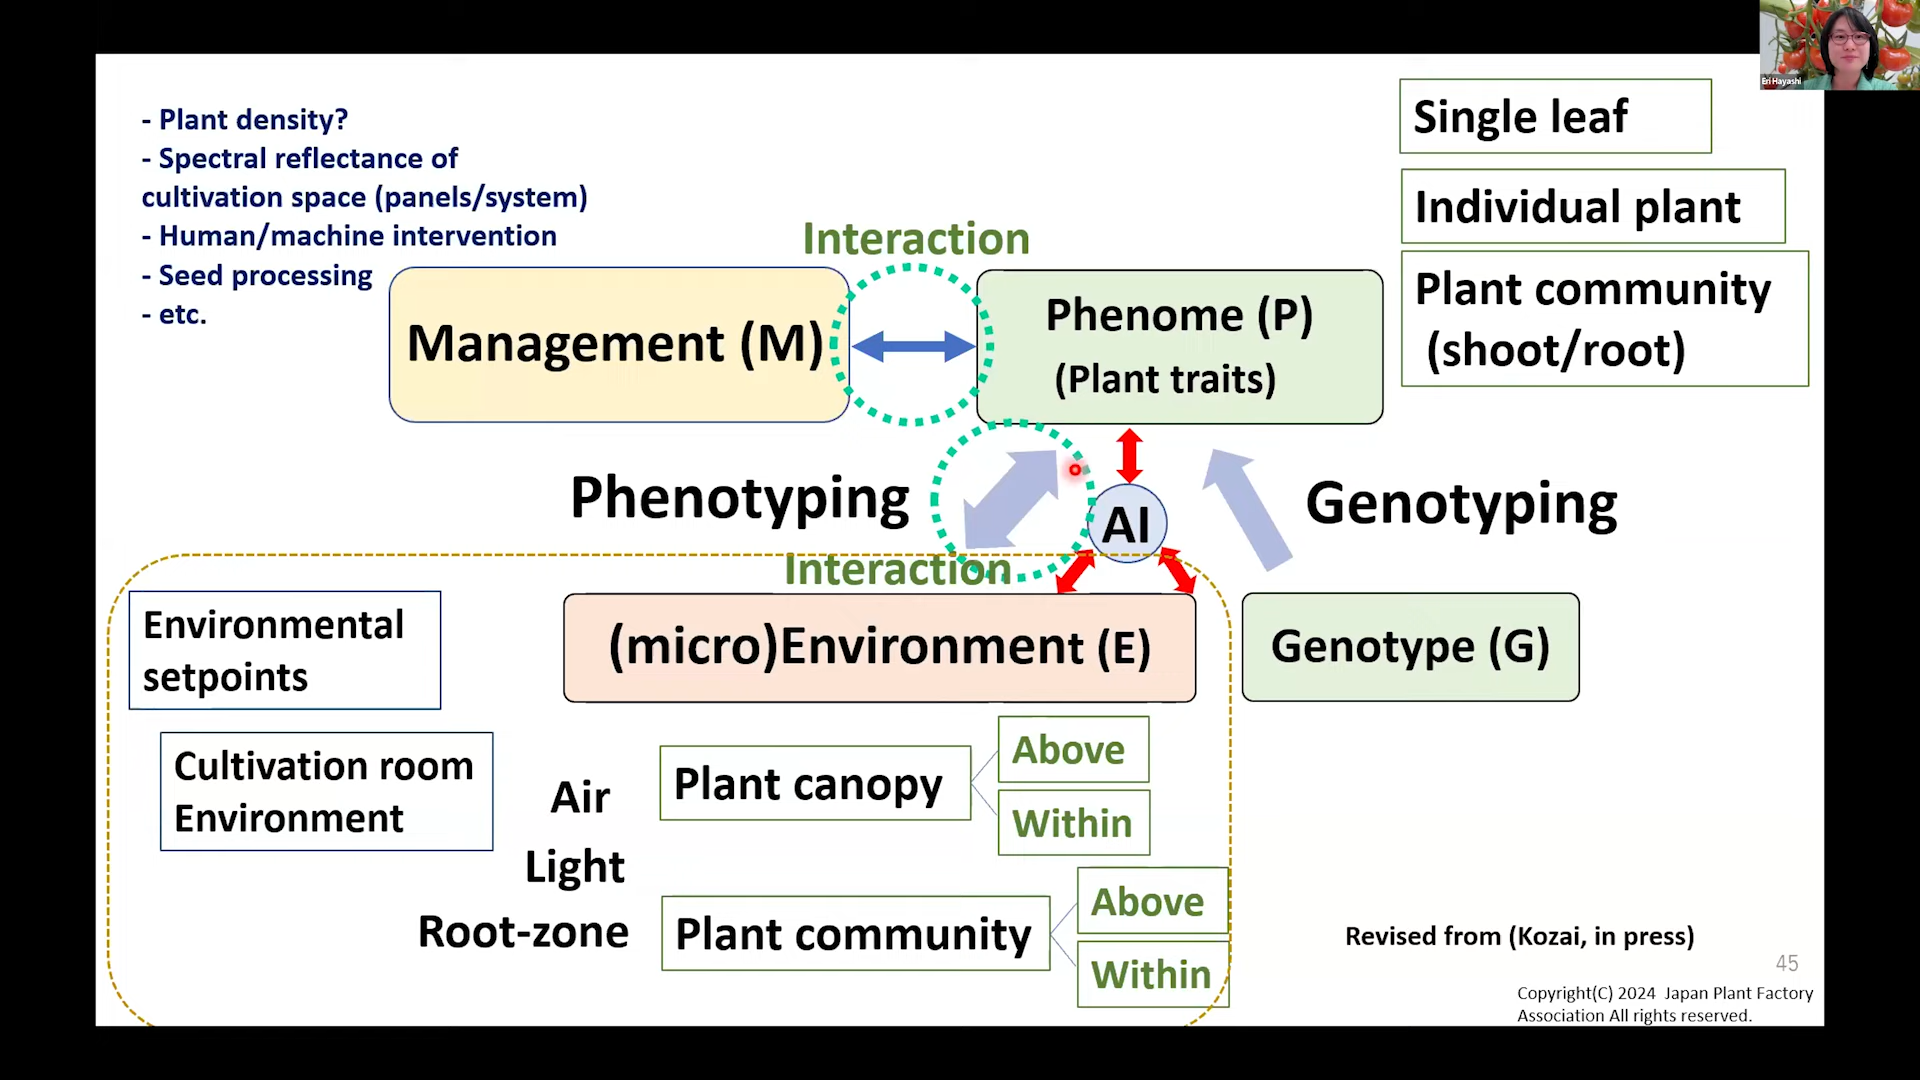 Eri Hayashi
- Plant density?
- Spectral reflectance of
cultivation space (panels/system)
- Human/machine intervention
- Seed processing
- etc.
Single leaf
Individual plant
Plant community
(shoot/root)
Interaction
Management (M)
Phenome (P)
(Plant traits)
Phenotyping
AI
Genotyping
Interaction
Environmental
setpoints
(micro)Environment (E)
Genotype (G)
Cultivation room
Environment
Air
Light
Root-zone
Plant canopy
Above
Within
Plant community
Above
Within
Revised from (Kozai, in press)
45
Copyright(C) 2024 Japan Plant Factory
Association All rights reserved.